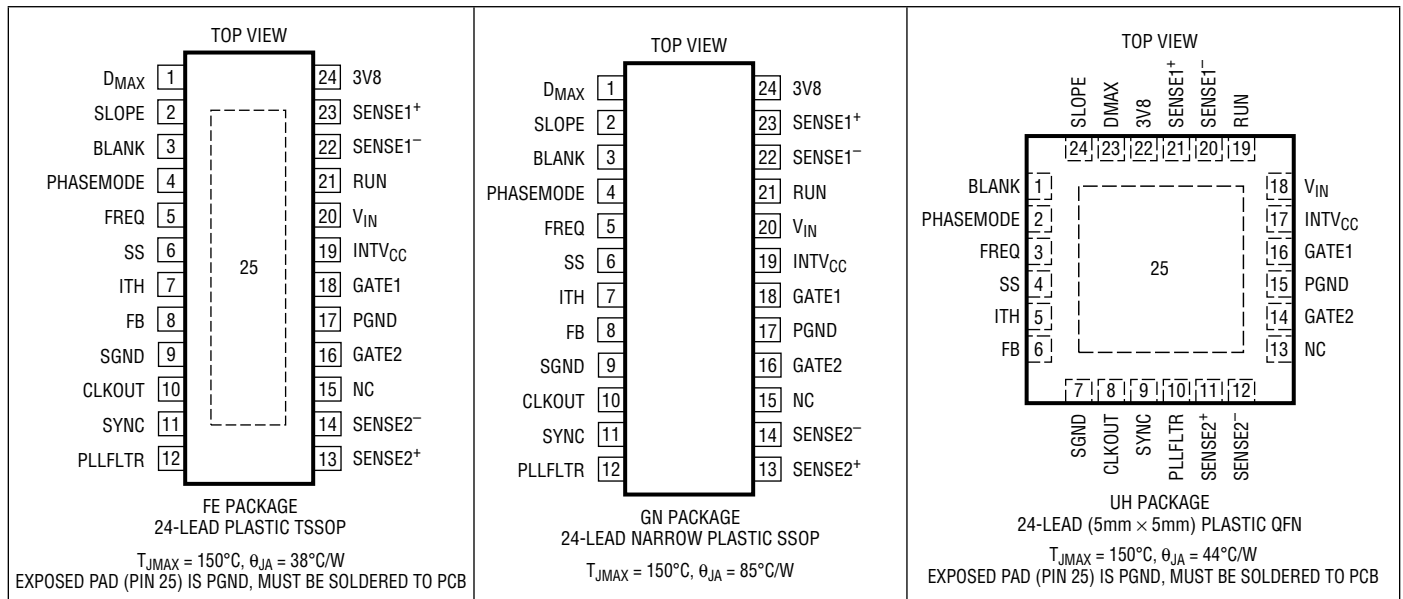 TOP VIEW
DMAX 1
SLOPE 2
BLANK 3
PHASEMODE 4
FREQ 5
SS 6
ITH 7
FB 8
SGND 9
CLKOUT 10
SYNC 11
PLLFLTR 12
25
24 3V8
23 SENSE1+
22 SENSE1–
21 RUN
20 VIN
19 INTVCC
18 GATE1
17 PGND
16 GATE2
15 NC
14 SENSE2–
13 SENSE2+
FE PACKAGE
24-LEAD PLASTIC TSSOP
TJMAX = 150°C, θJA = 38°C/W
EXPOSED PAD (PIN 25) IS PGND, MUST BE SOLDERED TO PCB
TOP VIEW
DMAX 1
SLOPE 2
BLANK 3
PHASEMODE 4
FREQ 5
SS 6
ITH 7
FB 8
SGND 9
CLKOUT 10
SYNC 11
PLLFLTR 12
24 3V8
23 SENSE1+
22 SENSE1–
21 RUN
20 VIN
19 INTVCC
18 GATE1
17 PGND
16 GATE2
15 NC
14 SENSE2–
13 SENSE2+
GN PACKAGE
24-LEAD NARROW PLASTIC SSOP
TJMAX = 150°C, θJA = 85°C/W
TOP VIEW
SLOPE
DMAX
3V8
SENSE1+
SENSE1–
RUN
24 23 22 21 20 19
BLANK 1
PHASEMODE 2
FREQ 3
SS 4
ITH 5
FB 6
25
18 VIN
17 INTVCC
16 GATE1
15 PGND
14 GATE2
13 NC
7 8 9 10 11 12
SGND
CLKOUT
SYNC
PLLFLTR
SENSE2+
SENSE2–
UH PACKAGE
24-LEAD (5mm × 5mm) PLASTIC QFN
TJMAX = 150°C, θJA = 44°C/W
EXPOSED PAD (PIN 25) IS PGND, MUST BE SOLDERED TO PCB